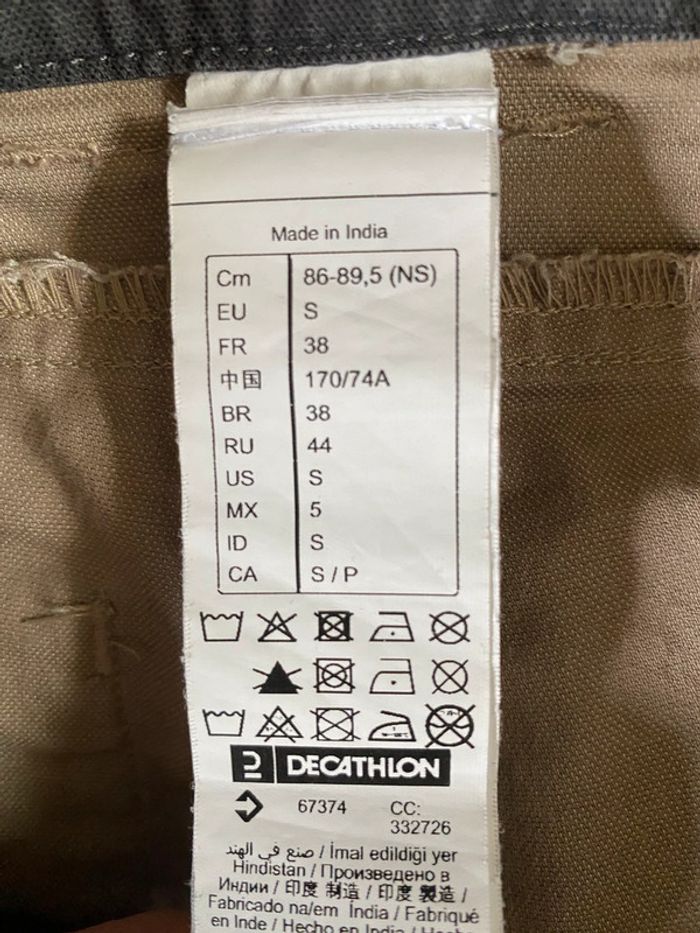 Made in India
Cm 86-89,5 (NS)
EU S
FR 38
中国 170/74A
BR 38
RU 44
US S
MX 5
ID S
CA S / P
DECATHLON
67374 CC:
332726
صنع في الهند / İmal edildiği yer
Hindistan / Произведено в
Индии / 印度 制造 / 印度 製造 /
Fabricado na/em Índia / Fabriqué
en Inde / Hecho en India /